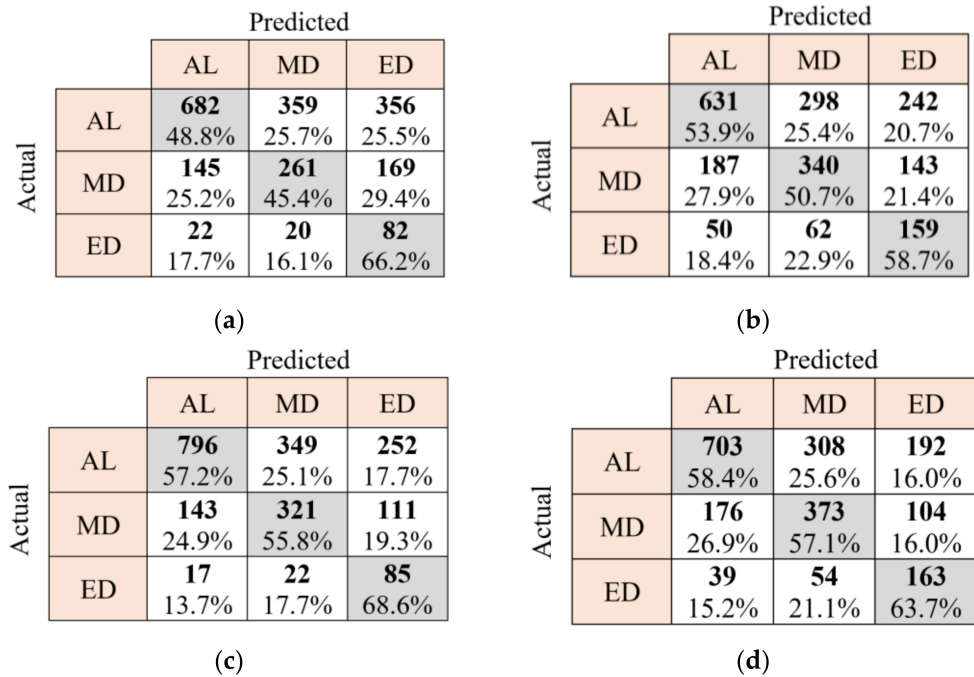 Predicted
AL MD ED
Actual
AL 682 359 356
48.8% 25.7% 25.5%
MD 145 261 169
25.2% 45.4% 29.4%
ED 22 20 82
17.7% 16.1% 66.2%
(a)
Predicted
AL MD ED
Actual
AL 631 298 242
53.9% 25.4% 20.7%
MD 187 340 143
27.9% 50.7% 21.4%
ED 50 62 159
18.4% 22.9% 58.7%
(b)
Predicted
AL MD ED
Actual
AL 796 349 252
57.2% 25.1% 17.7%
MD 143 321 111
24.9% 55.8% 19.3%
ED 17 22 85
13.7% 17.7% 68.6%
(c)
Predicted
AL MD ED
Actual
AL 703 308 192
58.4% 25.6% 16.0%
MD 176 373 104
26.9% 57.1% 16.0%
ED 39 54 163
15.2% 21.1% 63.7%
(d)